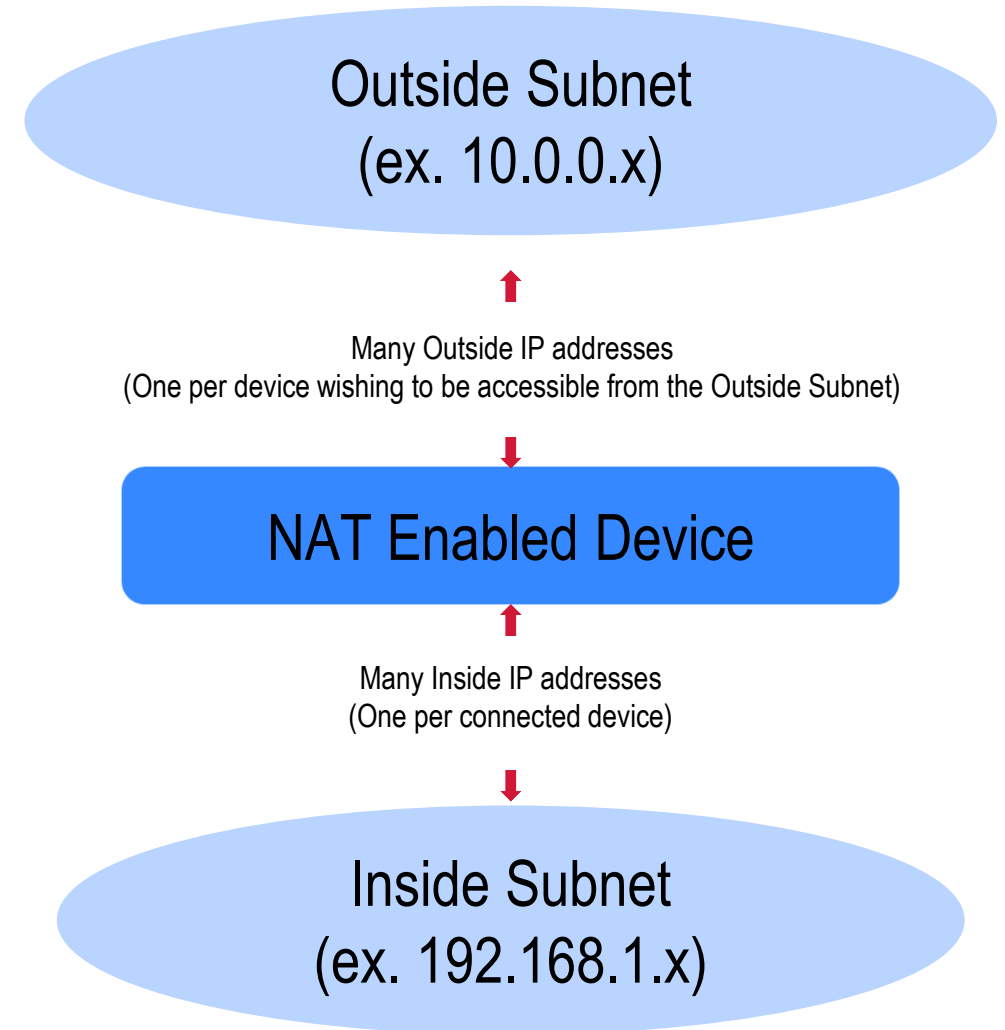 Outside Subnet
(ex. 10.0.0.x)
Many Outside IP addresses
(One per device wishing to be accessible from the Outside Subnet)
NAT Enabled Device
Many Inside IP addresses
(One per connected device)
Inside Subnet
(ex. 192.168.1.x)